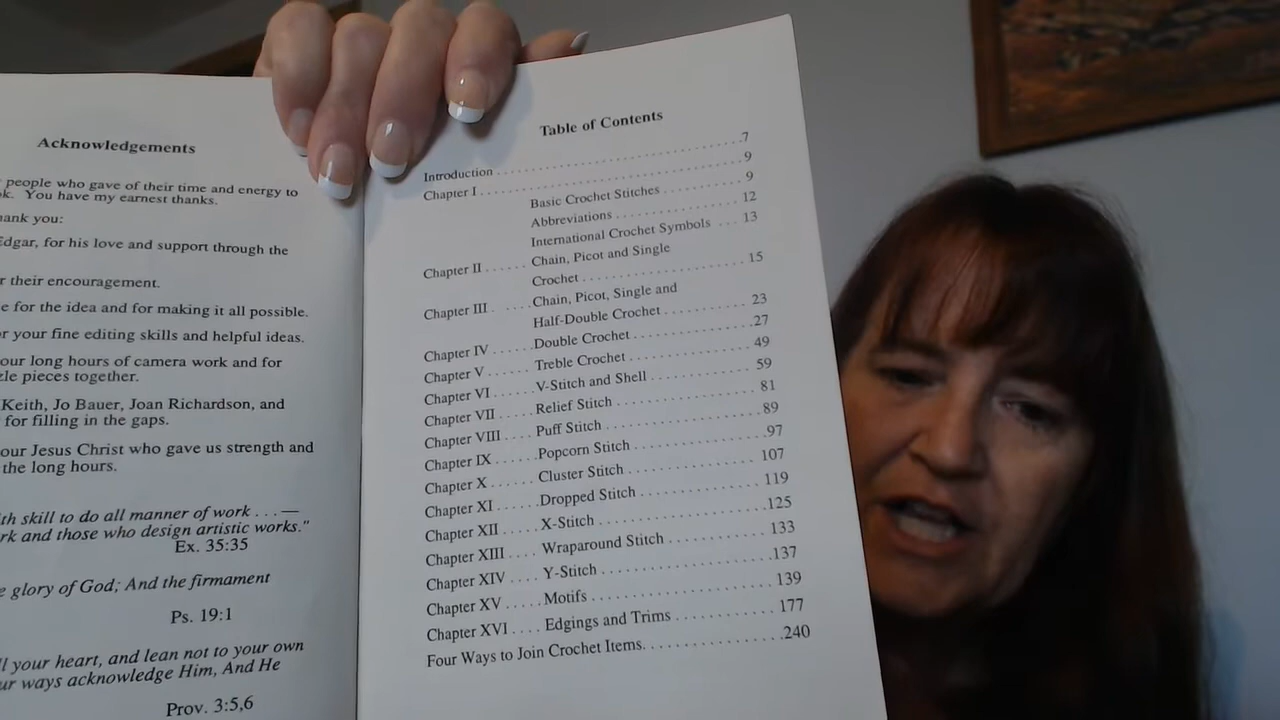 Acknowledgements
people who gave of their time and energy to
You have my earnest thanks.
you:
Edgar, for his love and support through the
their encouragement.
for the idea and for making it all possible.
your fine editing skills and helpful ideas.
our long hours of camera work and for
pieces together.
Keith, Jo Bauer, Joan Richardson, and
for filling in the gaps.
our Jesus Christ who gave us strength and
the long hours.
skill to do all manner of work . . . —
and those who design artistic works."
Ex. 35:35
glory of God; And the firmament
Ps. 19:1
your heart, and lean not to your own
ways acknowledge Him, And He
Prov. 3:5,6
Table of Contents
Introduction . . . . . . . . . . . . . . . . . . . . . . . . 7
Chapter I . . . . . . . . . . . . . . . . . . . . . . . . . . 9
Basic Crochet Stitches . . . . . . . . . 9
Abbreviations . . . . . . . . . . . . . . 12
International Crochet Symbols . . . 13
Chapter II . . . . . . Chain, Picot and Single
Crochet . . . . . . . . . . . . . . . . . . 15
Chapter III . . . . . Chain, Picot, Single and
Half-Double Crochet . . . . . . . . 23
Chapter IV . . . . . . Double Crochet . . . . . . . . . . . . . 27
Chapter V . . . . . . Treble Crochet . . . . . . . . . . . . . 49
Chapter VI . . . . . . V-Stitch and Shell . . . . . . . . . . . 59
Chapter VII . . . . . Relief Stitch . . . . . . . . . . . . . . . 81
Chapter VIII . . . . Puff Stitch . . . . . . . . . . . . . . . . 89
Chapter IX . . . . . . Popcorn Stitch . . . . . . . . . . . . . 97
Chapter X . . . . . . Cluster Stitch . . . . . . . . . . . . . . 107
Chapter XI . . . . . . Dropped Stitch . . . . . . . . . . . . . 119
Chapter XII . . . . . X-Stitch . . . . . . . . . . . . . . . . . . 125
Chapter XIII . . . . Wraparound Stitch . . . . . . . . . . 133
Chapter XIV . . . . Y-Stitch . . . . . . . . . . . . . . . . . . 137
Chapter XV . . . . . Motifs . . . . . . . . . . . . . . . . . . . 139
Chapter XVI . . . . Edgings and Trims . . . . . . . . . . 177
Four Ways to Join Crochet Items. . . . . . . . . . . . . 240